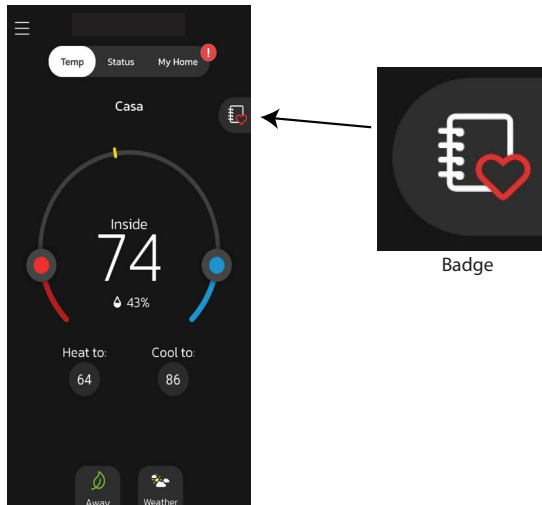 Temp Status My Home !
Casa
Inside
74
43%
Heat to: Cool to:
64 86
Away Weather
Badge